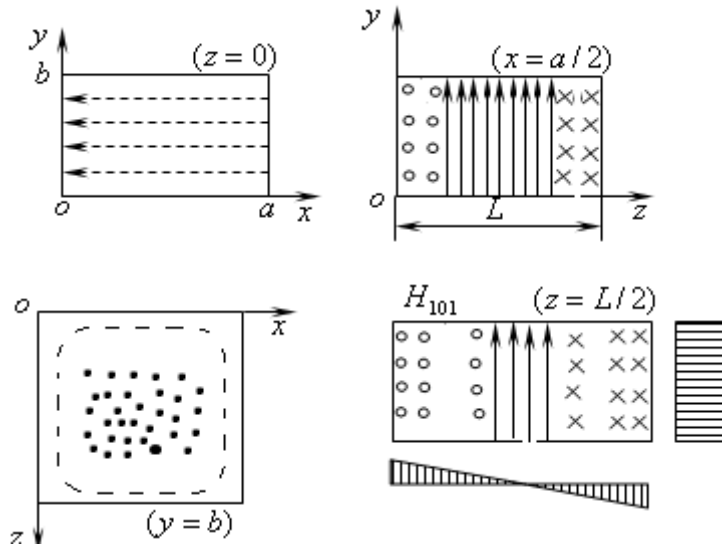 y
b
(z = 0)
o
a
x
y
(x = a / 2)
o
L
z
o
x
(y = b)
z
H₁₀₁
(z = L / 2)